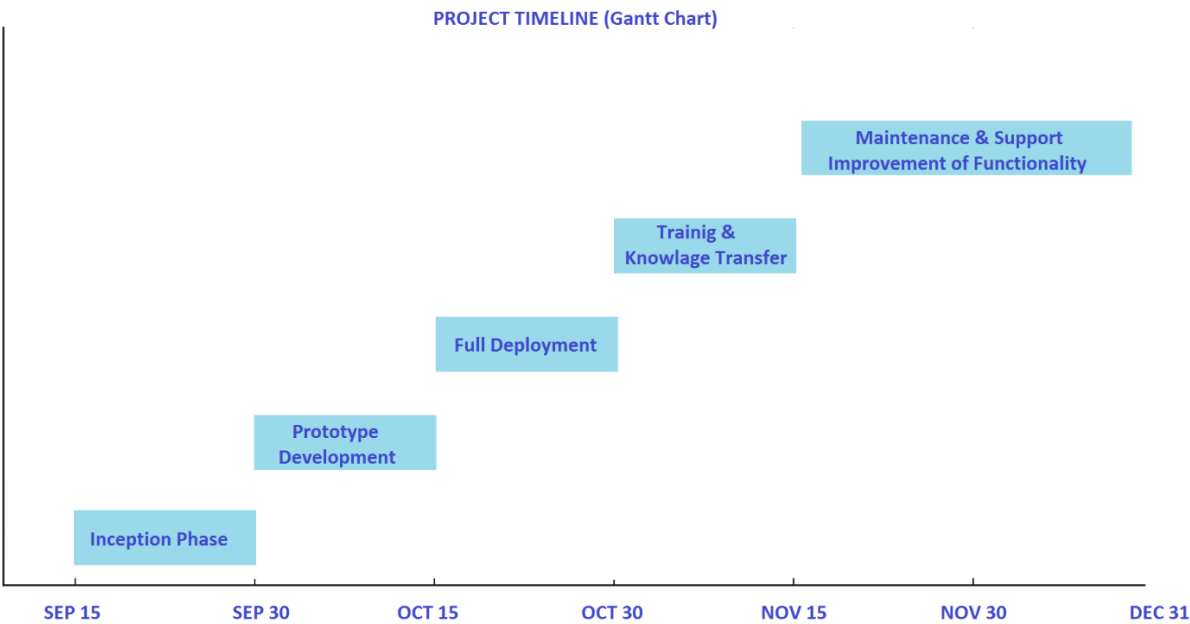 PROJECT TIMELINE (Gantt Chart)
Maintenance & Support
Improvement of Functionality
Trainig &
Knowlage Transfer
Full Deployment
Prototype
Development
Inception Phase
SEP 15 SEP 30 OCT 15 OCT 30 NOV 15 NOV 30 DEC 31